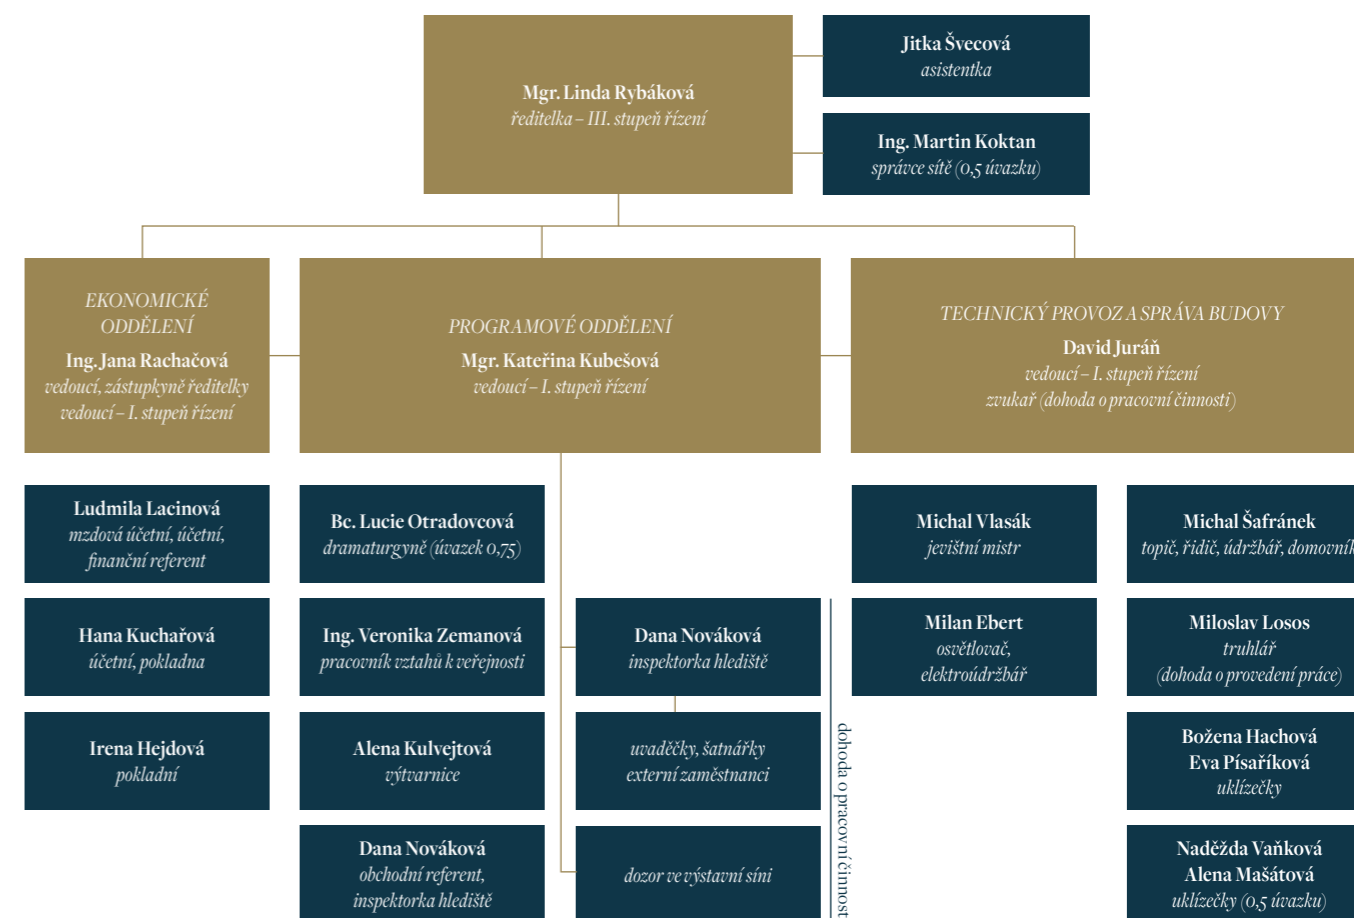 Mgr. Linda Rybáková
ředitelka – III. stupeň řízení
Jitka Švecová
asistentka
Ing. Martin Koktan
správce sítě (0,5 úvazku)
EKONOMICKÉ
ODDĚLENÍ
Ing. Jana Rachačová
vedoucí, zástupkyně ředitelky
vedoucí – I. stupeň řízení
PROGRAMOVÉ ODDĚLENÍ
Mgr. Kateřina Kubešová
vedoucí – I. stupeň řízení
TECHNICKÝ PROVOZ A SPRÁVA BUDOVY
David Juráň
vedoucí – I. stupeň řízení
zvukař (dohoda o pracovní činnosti)
Ludmila Lacinová
mzdová účetní, účetní,
finanční referent
Hana Kuchařová
účetní, pokladna
Irena Hejdová
pokladní
Bc. Lucie Otradovcová
dramaturgyně (úvazek 0,75)
Ing. Veronika Zemanová
pracovník vztahů k veřejnosti
Alena Kulvejtová
výtvarnice
Dana Nováková
obchodní referent,
inspektorka hlediště
Dana Nováková
inspektorka hlediště
uvaděčky, šatnářky
externí zaměstnanci
dozor ve výstavní síni
dohoda o pracovní činnost
Michal Vlasák
jevištní mistr
Milan Ebert
osvětlovač,
elektroúdržbář
Michal Šafránek
topič, řidič, údržbář, domovník
Miloslav Losos
truhlář
(dohoda o provedení práce)
Božena Hachová
Eva Písaříková
uklízečky
Naděžda Vaňková
Alena Mašátová
uklízečky (0,5 úvazku)